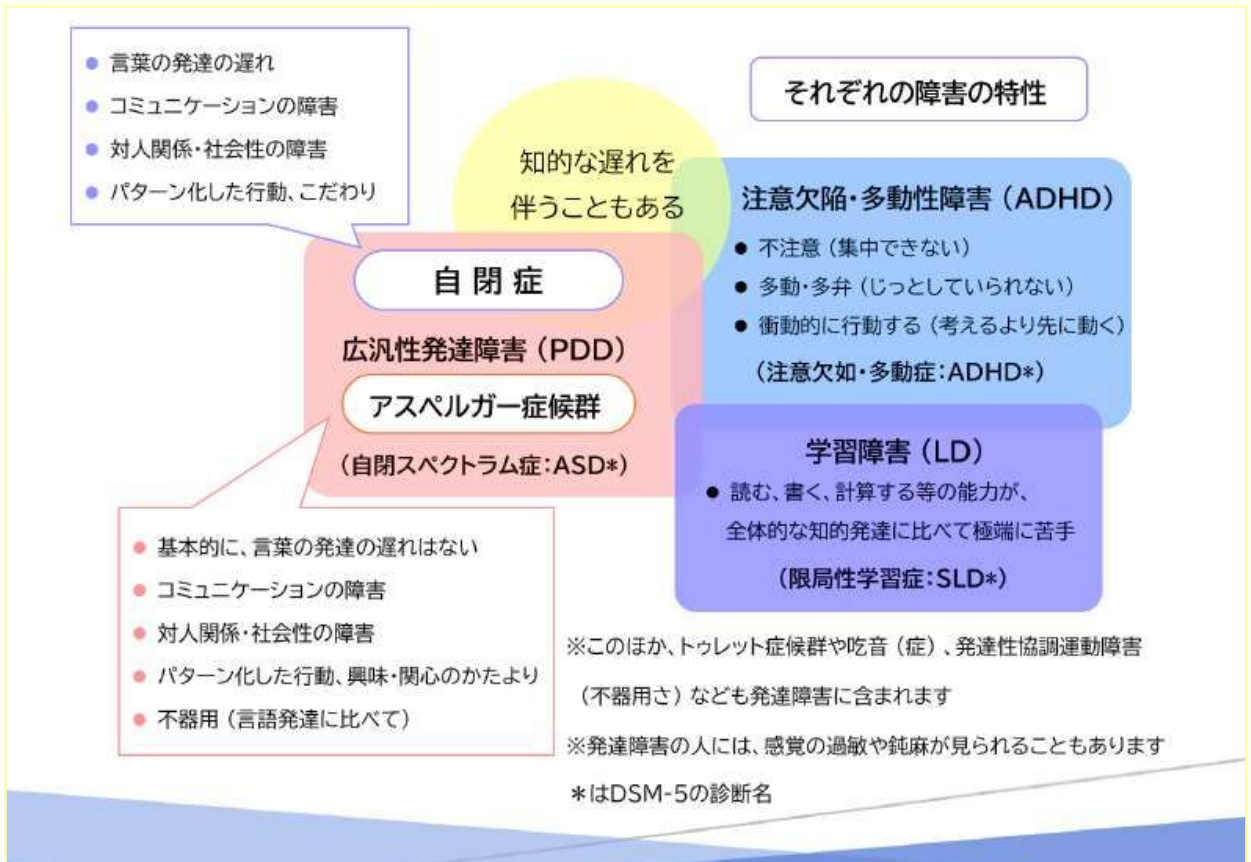 ● 言葉の発達の遅れ
● コミュニケーションの障害
● 対人関係・社会性の障害
● パターン化した行動、こだわり
それぞれの障害の特性
知的な遅れを
伴うこともある
自閉症
広汎性発達障害(PDD)
アスペルガー症候群
(自閉スペクトラム症:ASD*)
注意欠陥・多動性障害(ADHD)
● 不注意(集中できない)
● 多動・多弁(じっとしていられない)
● 衝動的に行動する(考えるより先に動く)
(注意欠如・多動症:ADHD*)
学習障害(LD)
● 読む、書く、計算する等の能力が、
全体的な知的発達に比べて極端に苦手
(限局性学習症:SLD*)
● 基本的に、言葉の発達の遅れはない
● コミュニケーションの障害
● 対人関係・社会性の障害
● パターン化した行動、興味・関心のかたより
● 不器用(言語発達に比べて)
※このほか、トゥレット症候群や吃音(症)、発達性協調運動障害
(不器用さ)なども発達障害に含まれます
※発達障害の人には、感覚の過敏や鈍麻が見られることもあります
*はDSM-5の診断名